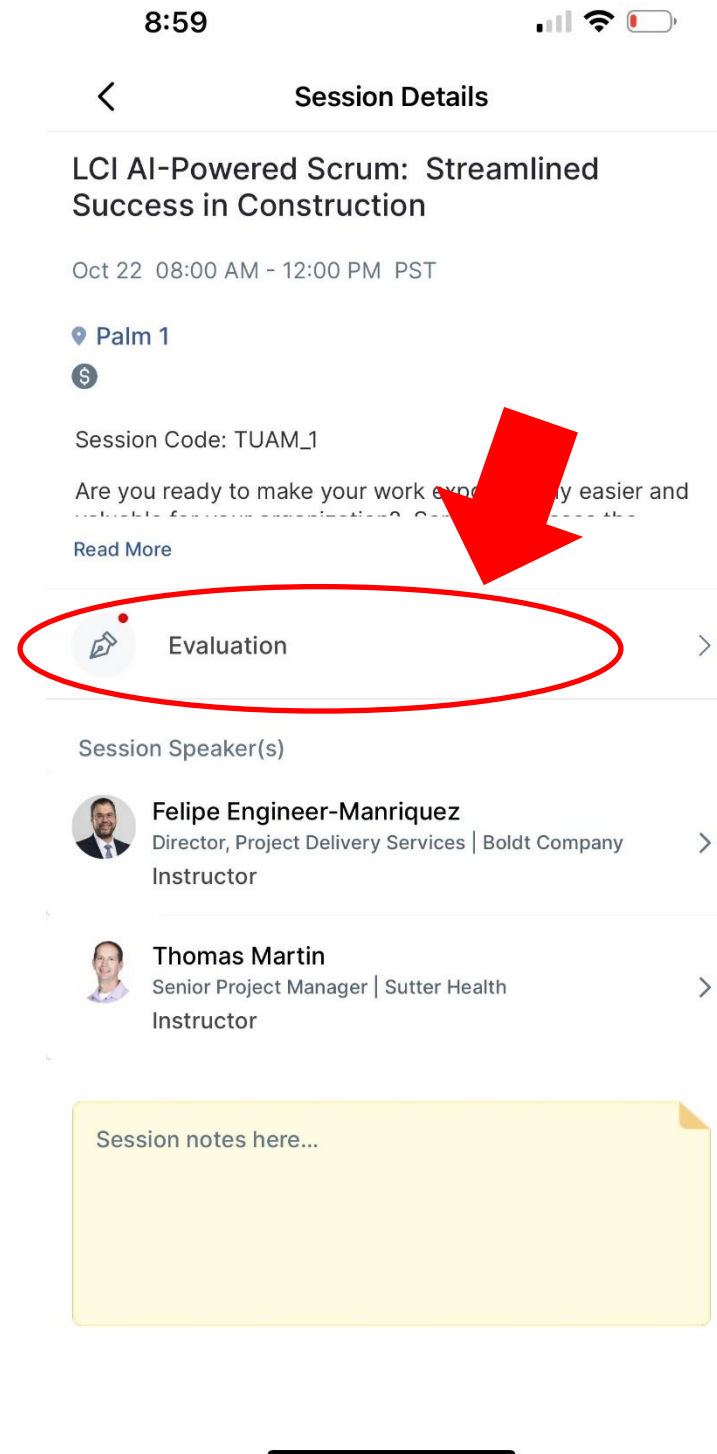 8:59
Session Details
LCI AI-Powered Scrum: Streamlined
Success in Construction
Oct 22 08:00 AM - 12:00 PM PST
Palm 1
$
Session Code: TUAM_1
Are you ready to make your work easier and
Read More
Evaluation
Session Speaker(s)
Felipe Engineer-Manriquez
Director, Project Delivery Services | Boldt Company
Instructor
Thomas Martin
Senior Project Manager | Sutter Health
Instructor
Session notes here...